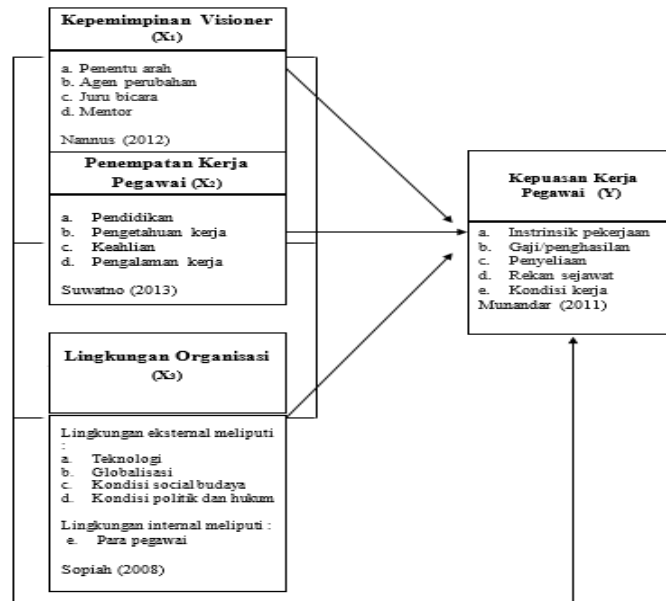 Kepemimpinan Visioner
(X1)
a. Penentu arah
b. Agen perubahan
c. Juru bicara
d. Mentor
Nannus (2012)
Penempatan Kerja
Pegawai (X2)
a. Pendidikan
b. Pengetahuan kerja
c. Keahlian
d. Pengalaman kerja
Suwatno (2013)
Lingkungan Organisasi
(X3)
Lingkungan eksternal meliputi
:
a. Teknologi
b. Globalisasi
c. Kondisi social budaya
d. Kondisi politik dan hukum
Lingkungan internal meliputi :
e. Para pegawai
Sopiah (2008)
Kepuasan Kerja
Pegawai (Y)
a. Instrinsik pekerjaan
b. Gaji/penghasilan
c. Penyeliaan
d. Rekan sejawat
e. Kondisi kerja
Munandar (2011)